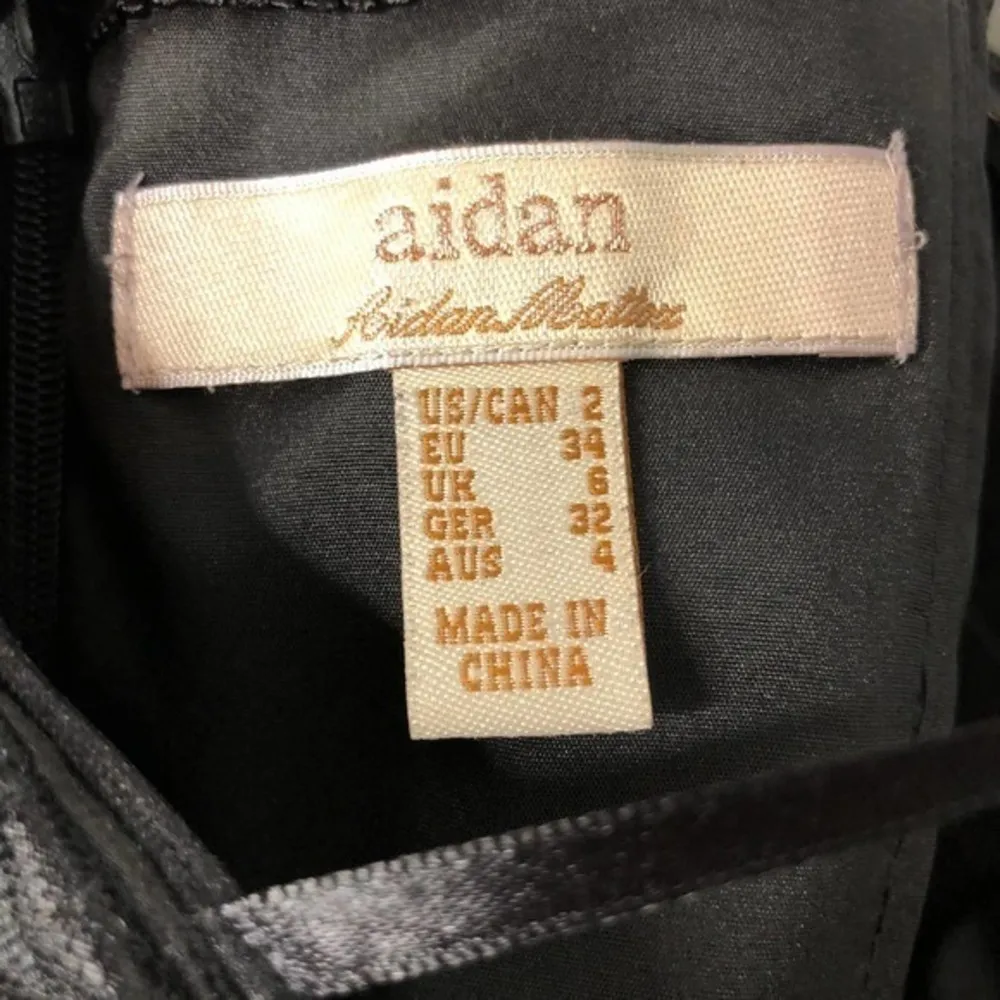 aidan
Aidan Mattox
US/CAN 2
EU 34
UK 6
GER 32
AUS 4
MADE IN
CHINA